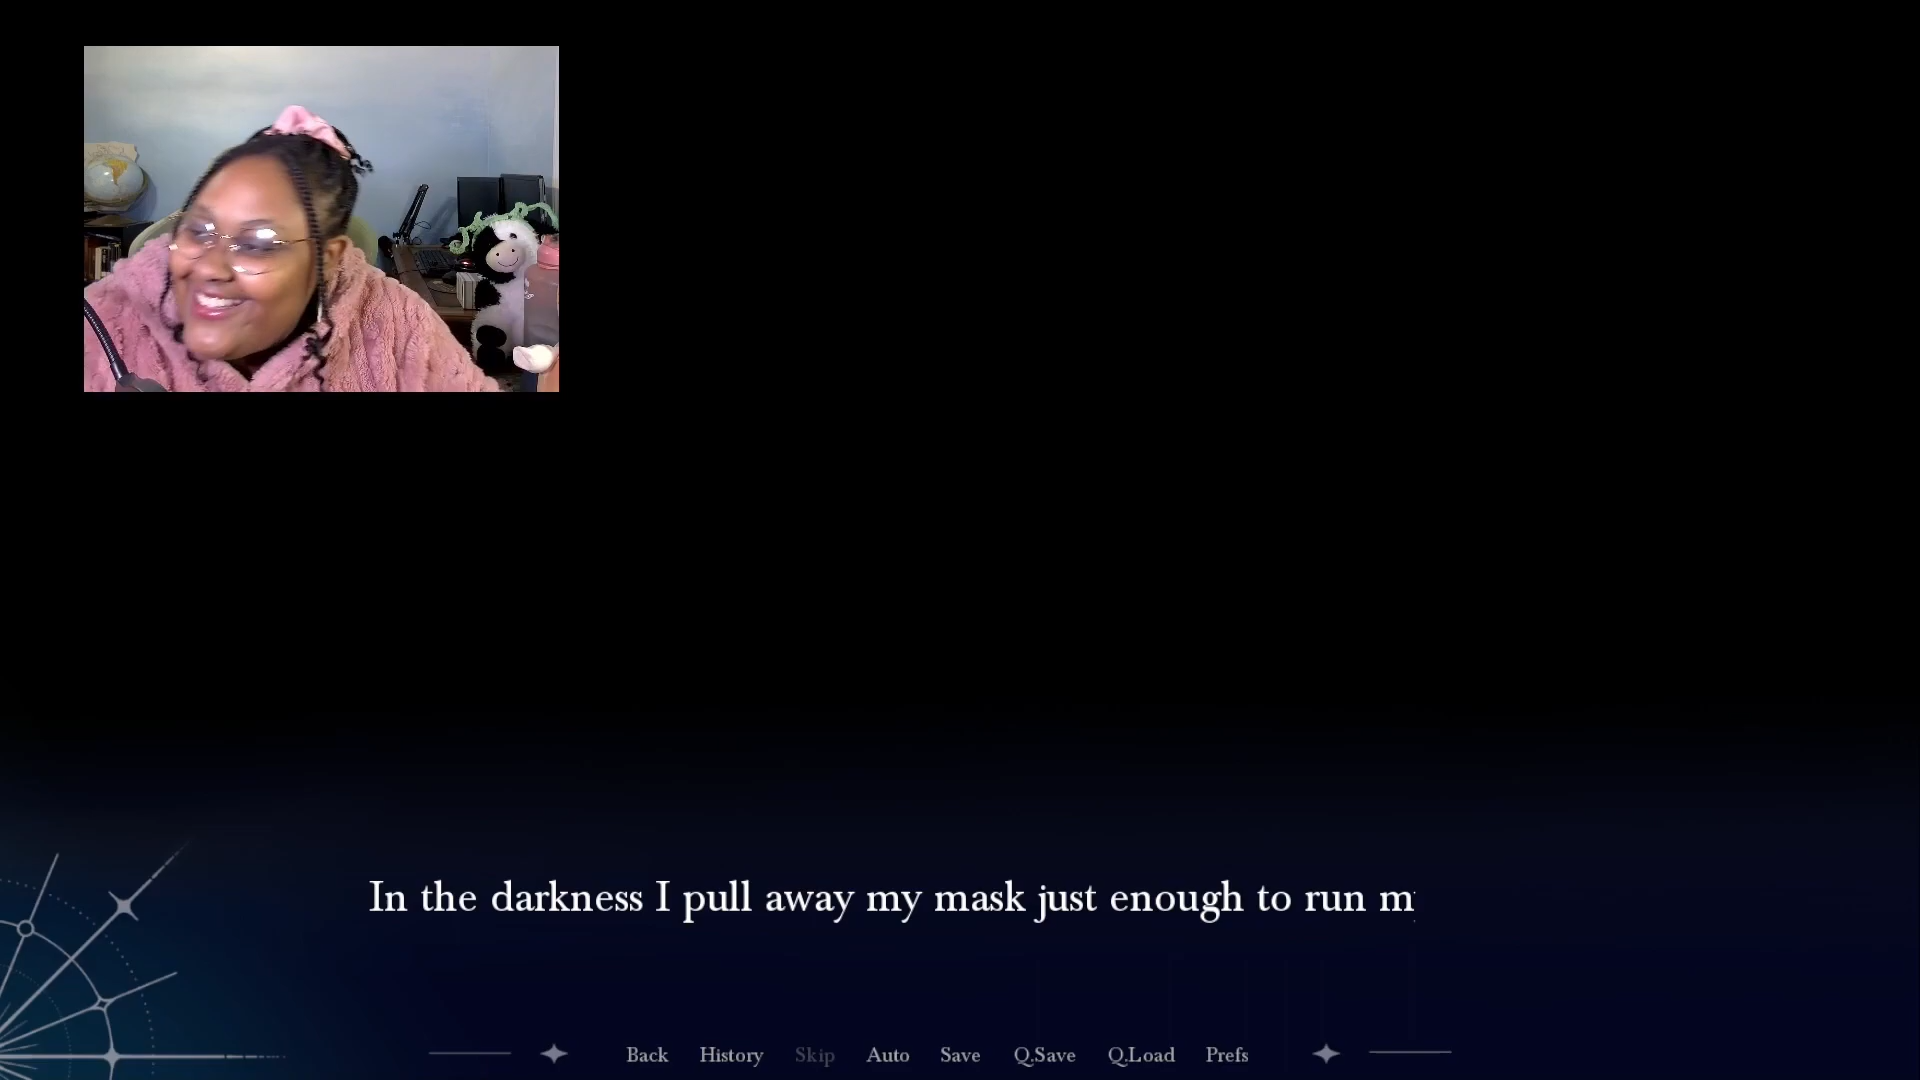 In the darkness I pull away my mask just enough to run m
Back History Skip Auto Save Q.Save Q.Load Prefs